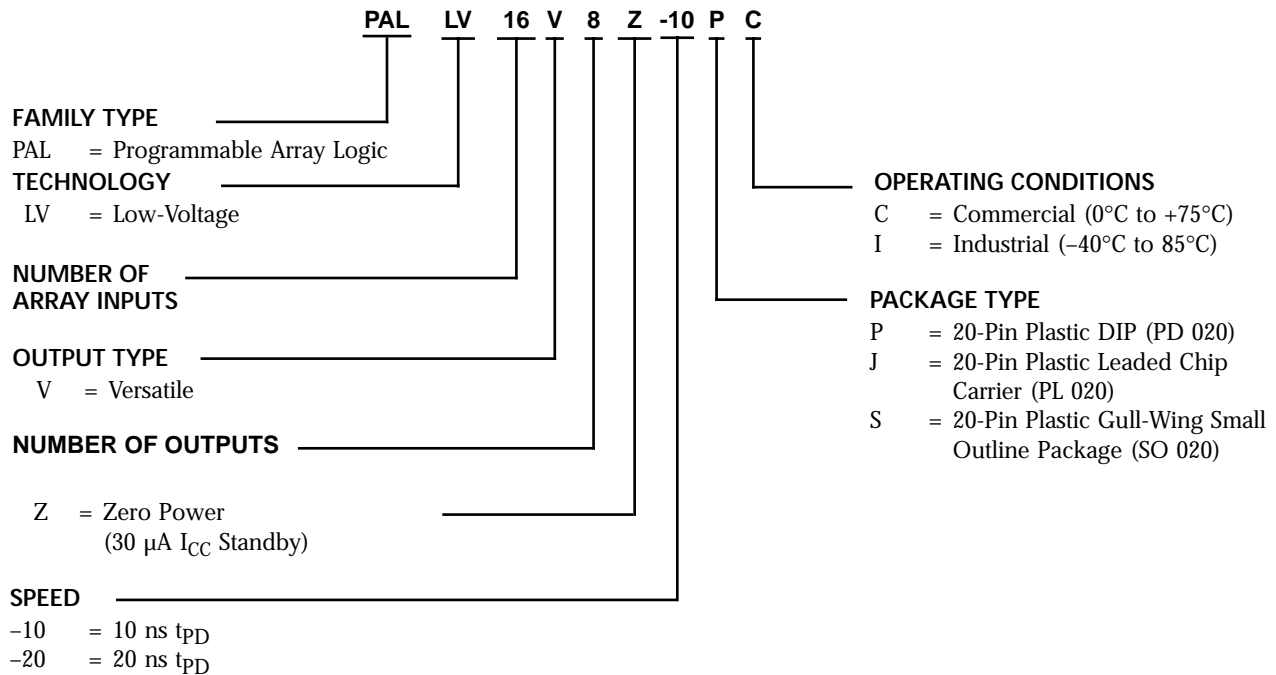 PAL LV 16 V 8 Z -10 P C
FAMILY TYPE
PAL = Programmable Array Logic
TECHNOLOGY
LV = Low-Voltage
NUMBER OF
ARRAY INPUTS
OUTPUT TYPE
V = Versatile
NUMBER OF OUTPUTS
Z = Zero Power
(30 µA ICC Standby)
SPEED
–10 = 10 ns tPD
–20 = 20 ns tPD
OPERATING CONDITIONS
C = Commercial (0°C to +75°C)
I = Industrial (–40°C to 85°C)
PACKAGE TYPE
P = 20-Pin Plastic DIP (PD 020)
J = 20-Pin Plastic Leaded Chip
Carrier (PL 020)
S = 20-Pin Plastic Gull-Wing Small
Outline Package (SO 020)